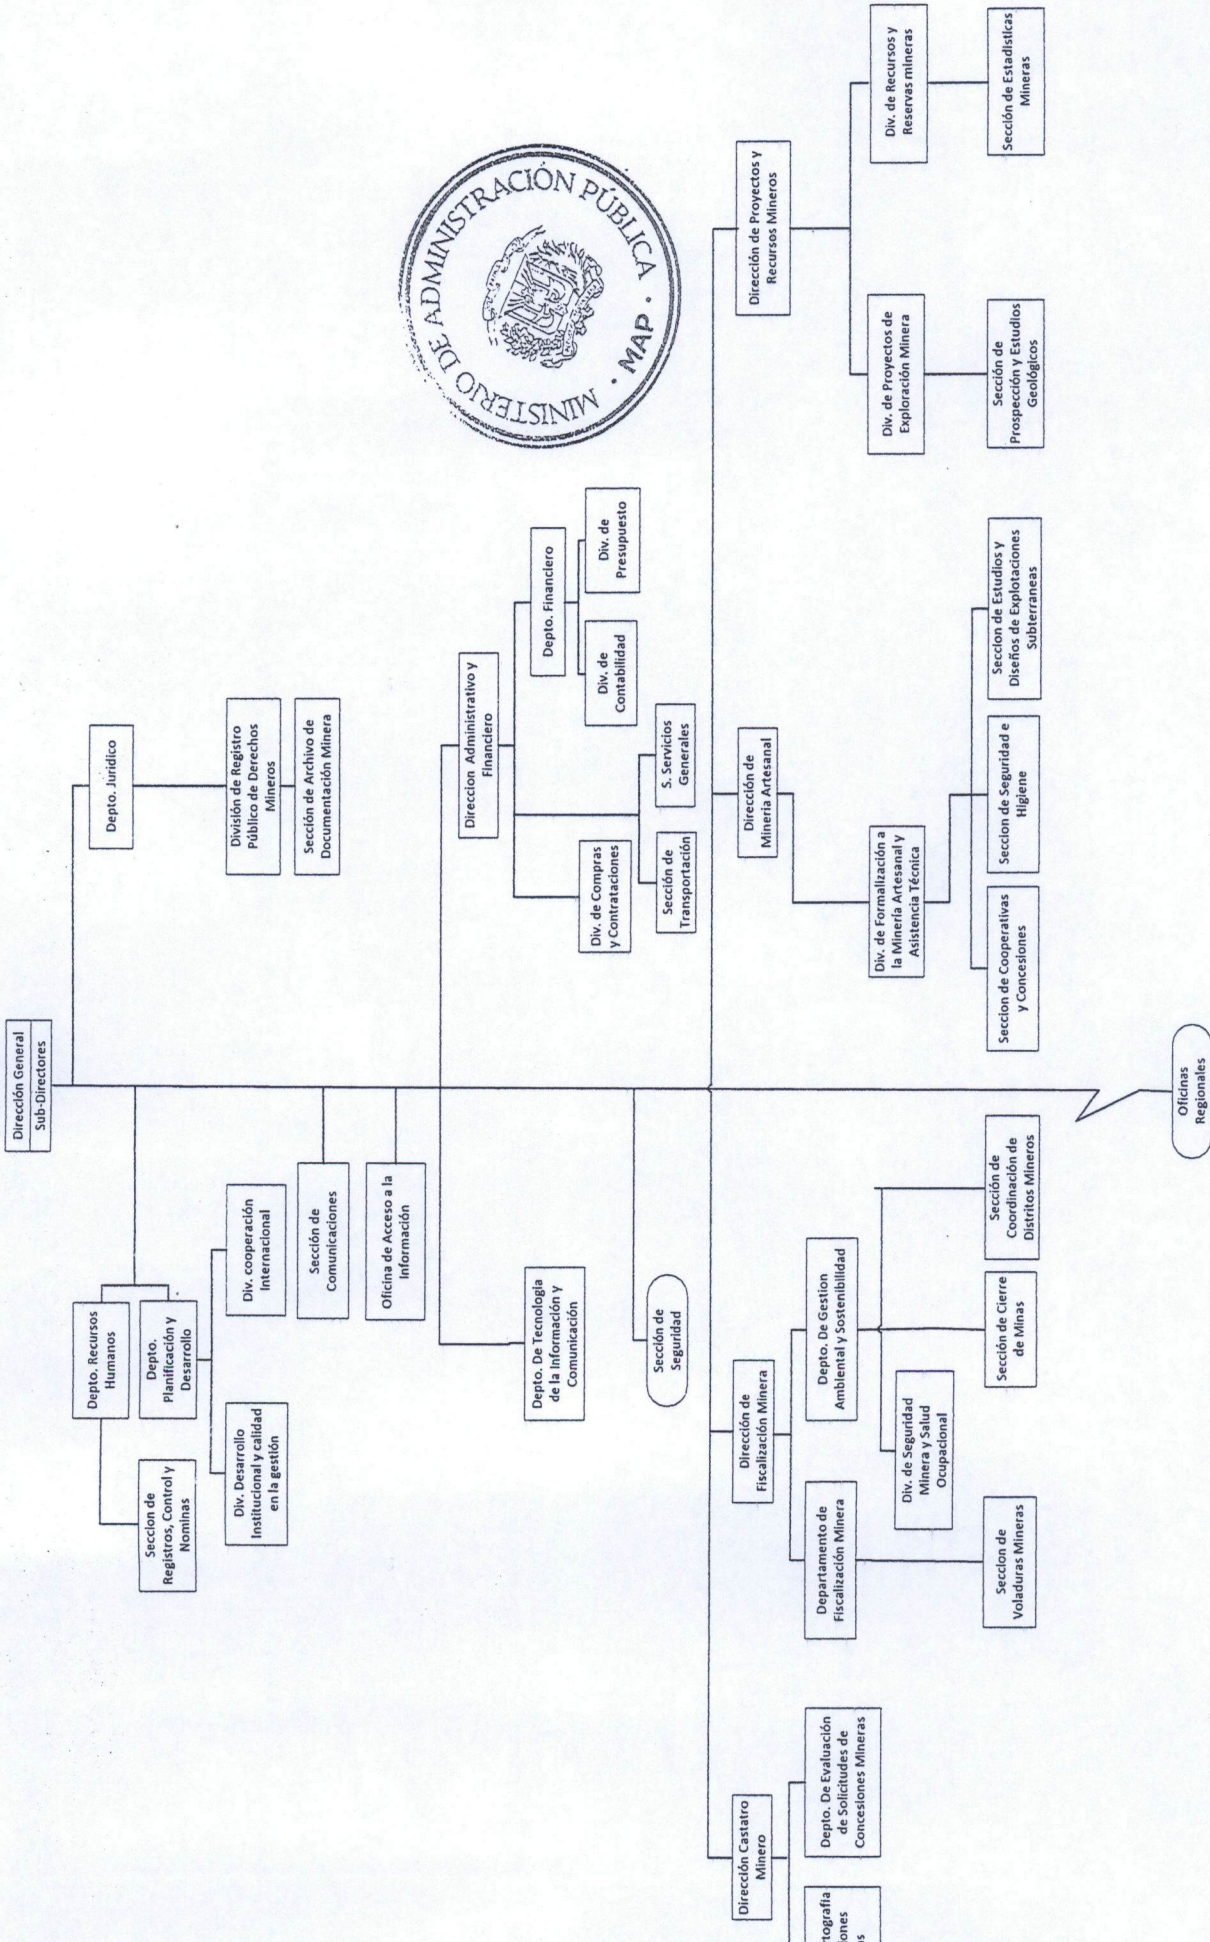 Dirección General
Sub-Directores
Depto. Recursos
Humanos
Depto.
Planificación y
Desarrollo
Seccion de
Registros, Control y
Nominas
Div. Desarrollo
Institucional y calidad
en la gestión
Div. cooperación
Internacional
Sección de
Comunicaciones
Oficina de Acceso a la
Información
Depto. Juridico
División de Registro
Público de Derechos
Mineros
Sección de Archivo de
Documentación Minera
Depto. De Tecnologia
de la Información y
Comunicación
Direccion Administrativo y
Financiero
Depto. Financiero
Div. de
Contabilidad
Div. de
Presupuesto
Div. de Compras
y Contrataciones
Sección de
Transportación
S. Servicios
Generales
Sección de
Seguridad
MINISTERIO DE ADMINISTRACIÓN PÚBLICA
· MAP ·
Dirección Castatro
Minero
Depto. De Evaluación
de Solicitudes de
Concesiones Mineras
Dirección de
Fiscalización Minera
Departamento de
Fiscalización Minera
Depto. De Gestion
Ambiental y Sostenibilidad
Div. de Seguridad
Minera y Salud
Ocupacional
Seccion de
Voladuras Mineras
Sección de Cierre
de Minas
Sección de
Coordinación de
Distritos Mineros
Dirección de
Minería Artesanal
Div. de Formalización a
la Minería Artesanal y
Asistencia Técnica
Seccion de Cooperativas
y Concesiones
Seccion de Seguridad e
Higiene
Seccion de Estudios y
Diseños de Explotaciones
Subterraneas
Dirección de Proyectos y
Recursos Mineros
Div. de Proyectos de
Exploración Minera
Div. de Recursos y
Reservas mineras
Sección de
Prospección y Estudios
Geológicos
Sección de Estadísticas
Mineras
Oficinas
Regionales